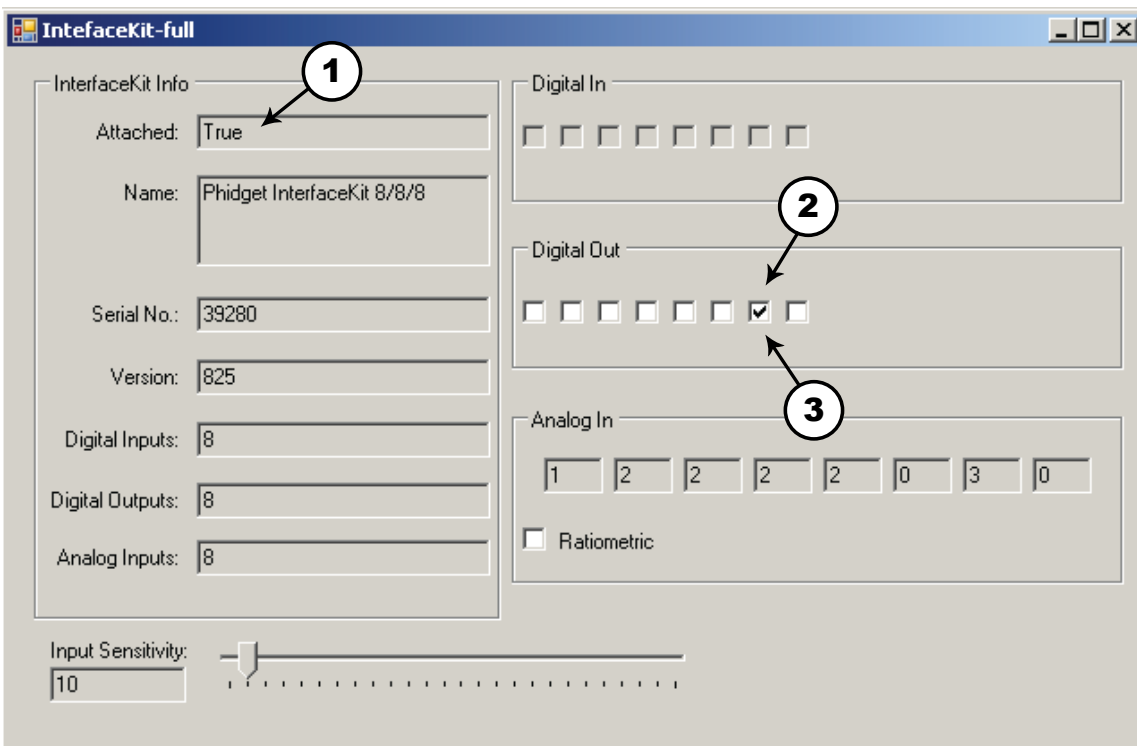 IntefaceKit-full
InterfaceKit Info
1
Attached: True
Name: Phidget InterfaceKit 8/8/8
Serial No.: 39280
Version: 825
Digital Inputs: 8
Digital Outputs: 8
Analog Inputs: 8
Input Sensitivity:
10
Digital In
2
Digital Out
3
Analog In
1 2 2 2 2 0 3 0
Ratiometric